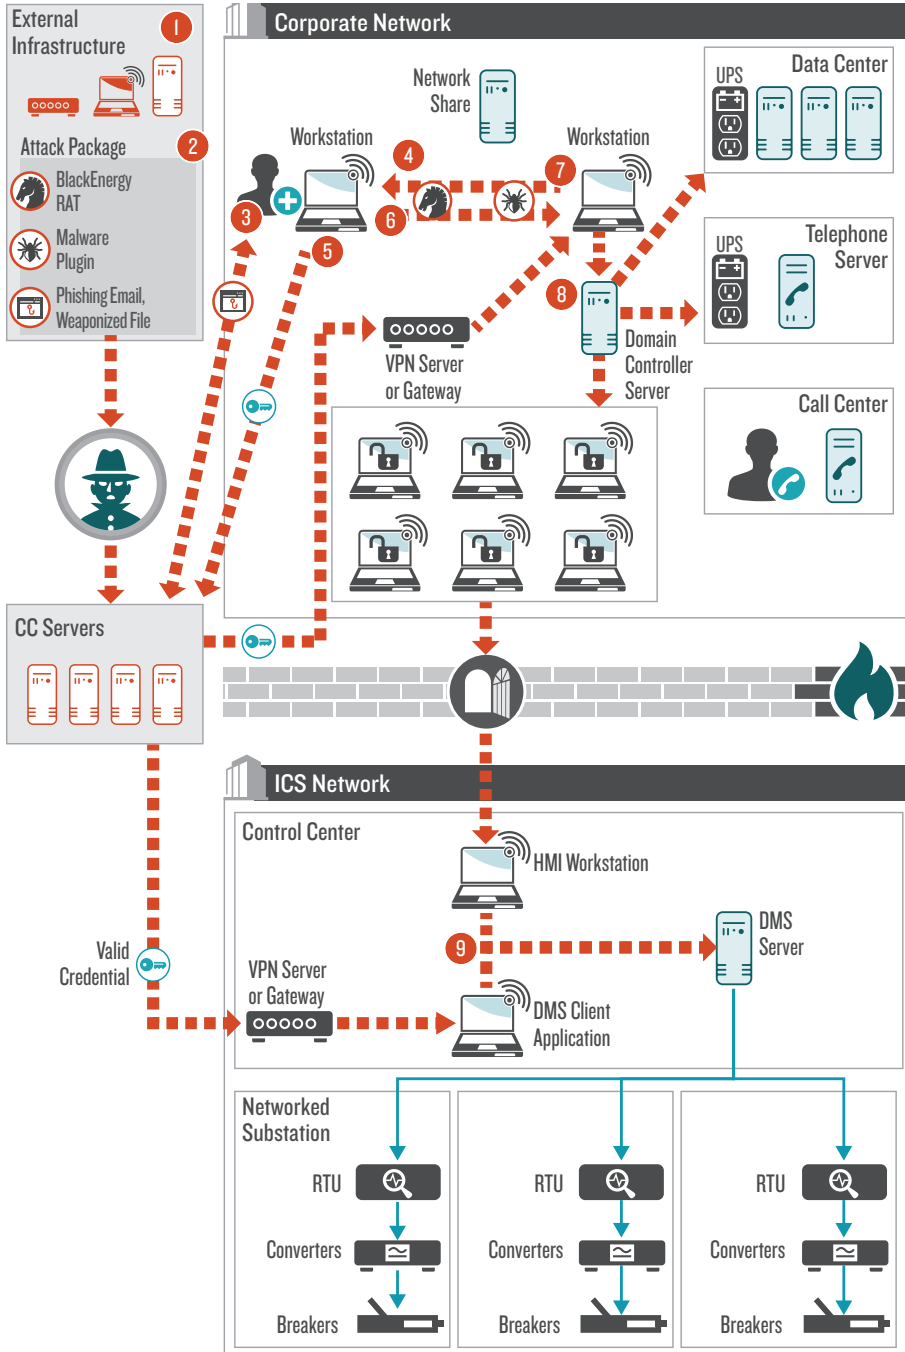 External
Infrastructure
1
Attack Package
2
BlackEnergy
RAT
Malware
Plugin
Phishing Email,
Weaponized File
Corporate Network
Network
Share
Workstation
Workstation
4
7
3
6
5
8
UPS
Data Center
UPS
Telephone
Server
Call Center
VPN Server
or Gateway
Domain
Controller
Server
CC Servers
Valid
Credential
ICS Network
Control Center
HMI Workstation
9
DMS
Server
VPN Server
or Gateway
DMS Client
Application
Networked
Substation
RTU
RTU
RTU
Converters
Converters
Converters
Breakers
Breakers
Breakers